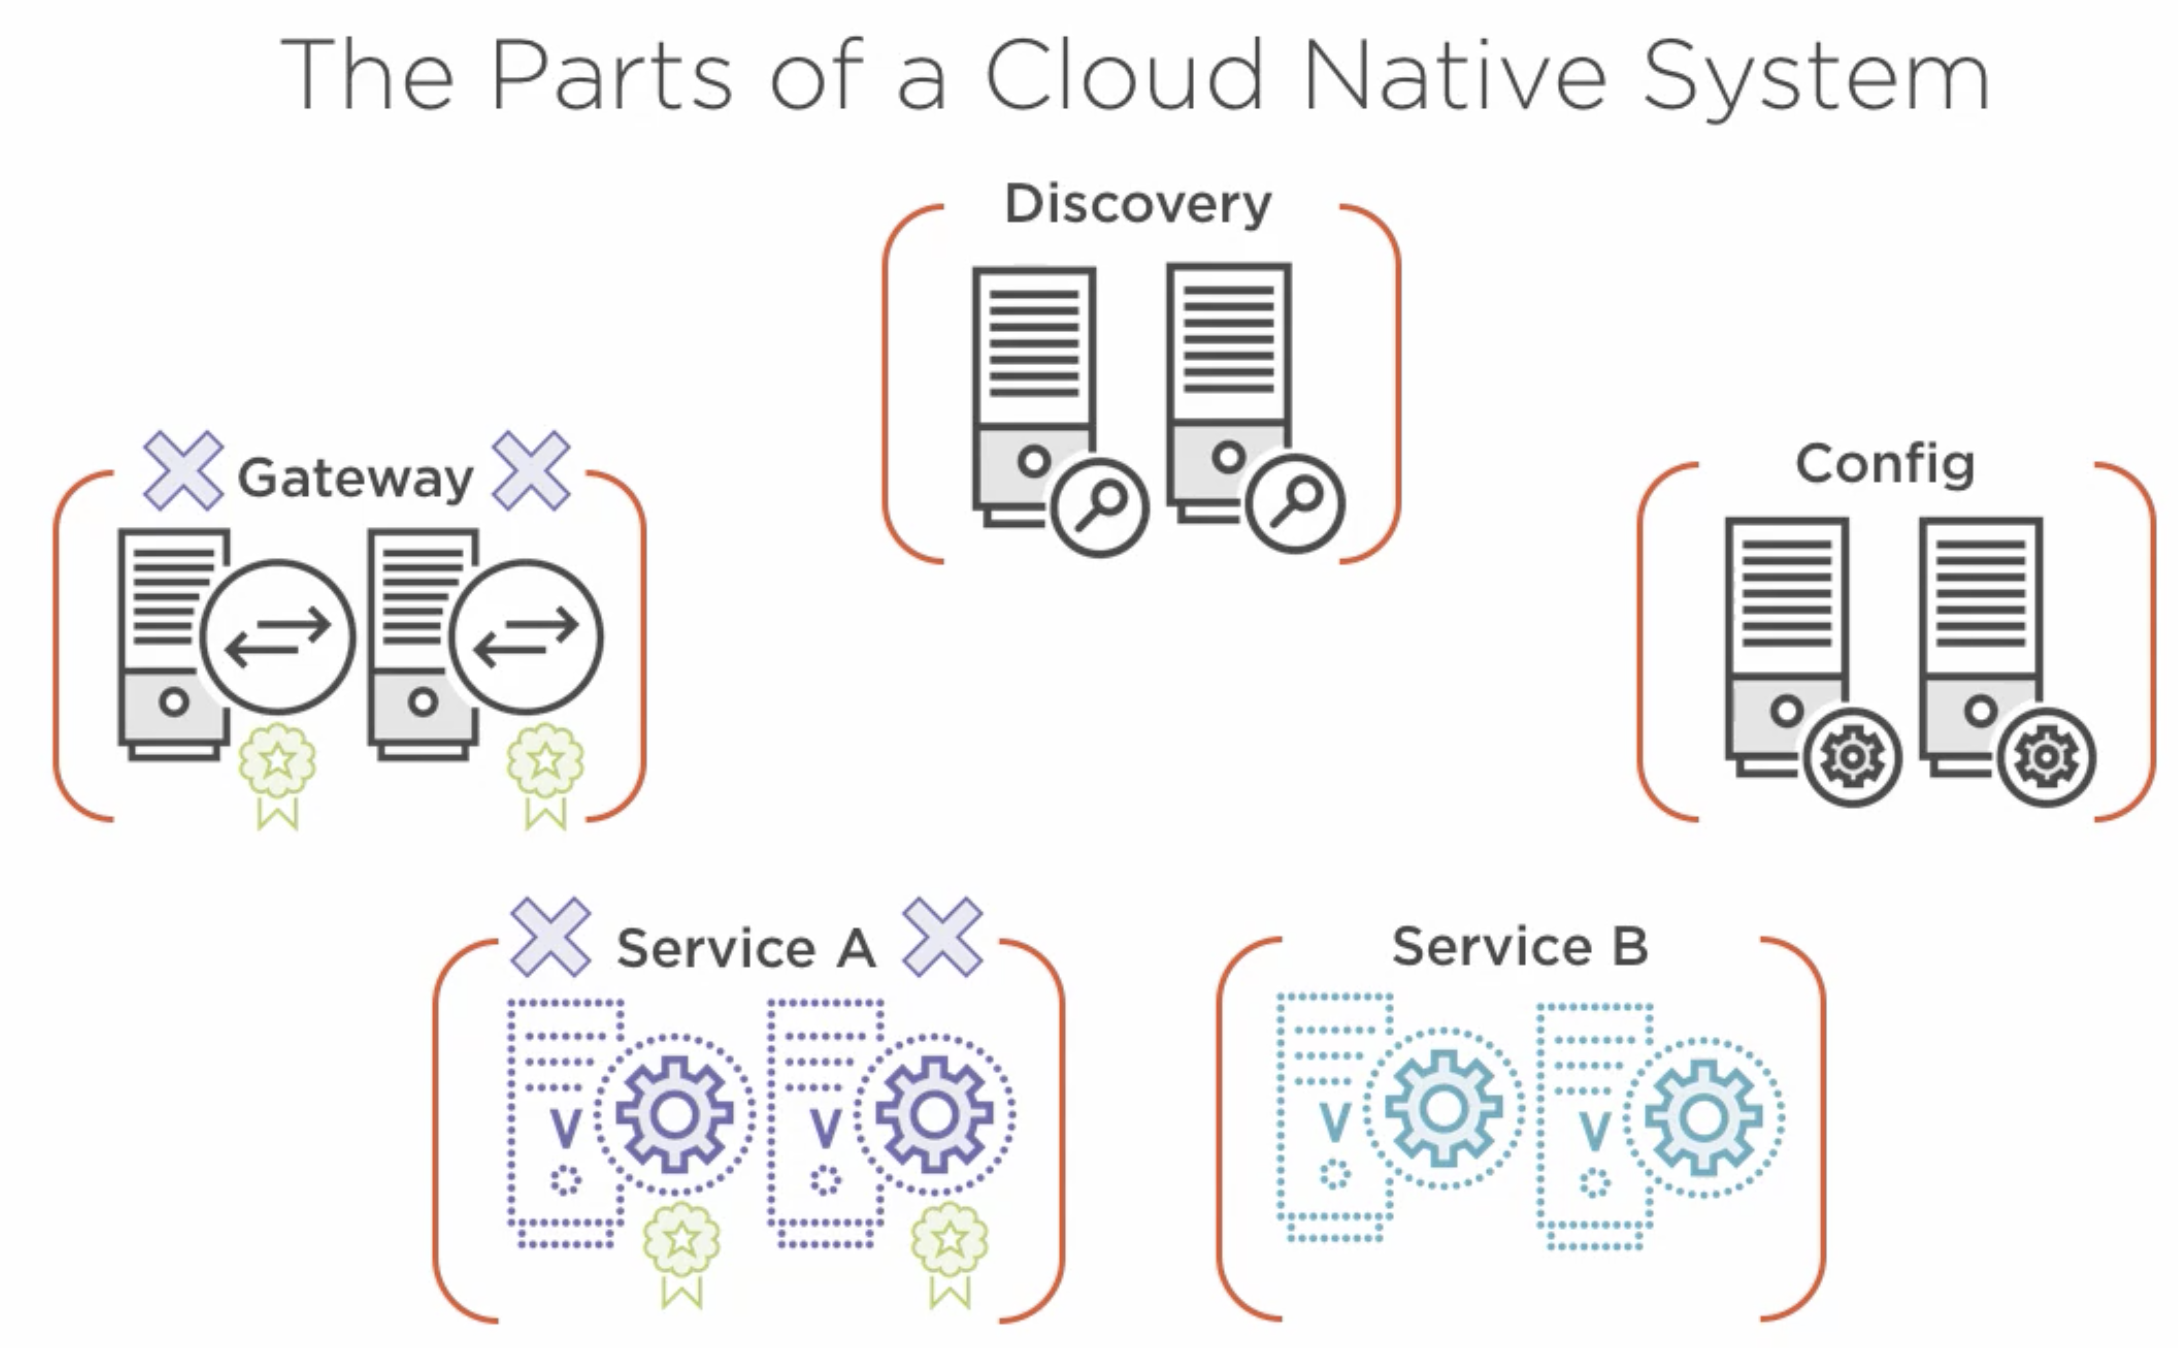 The Parts of a Cloud Native System
Discovery
Gateway
Config
Service A
Service B
V
V
V
V